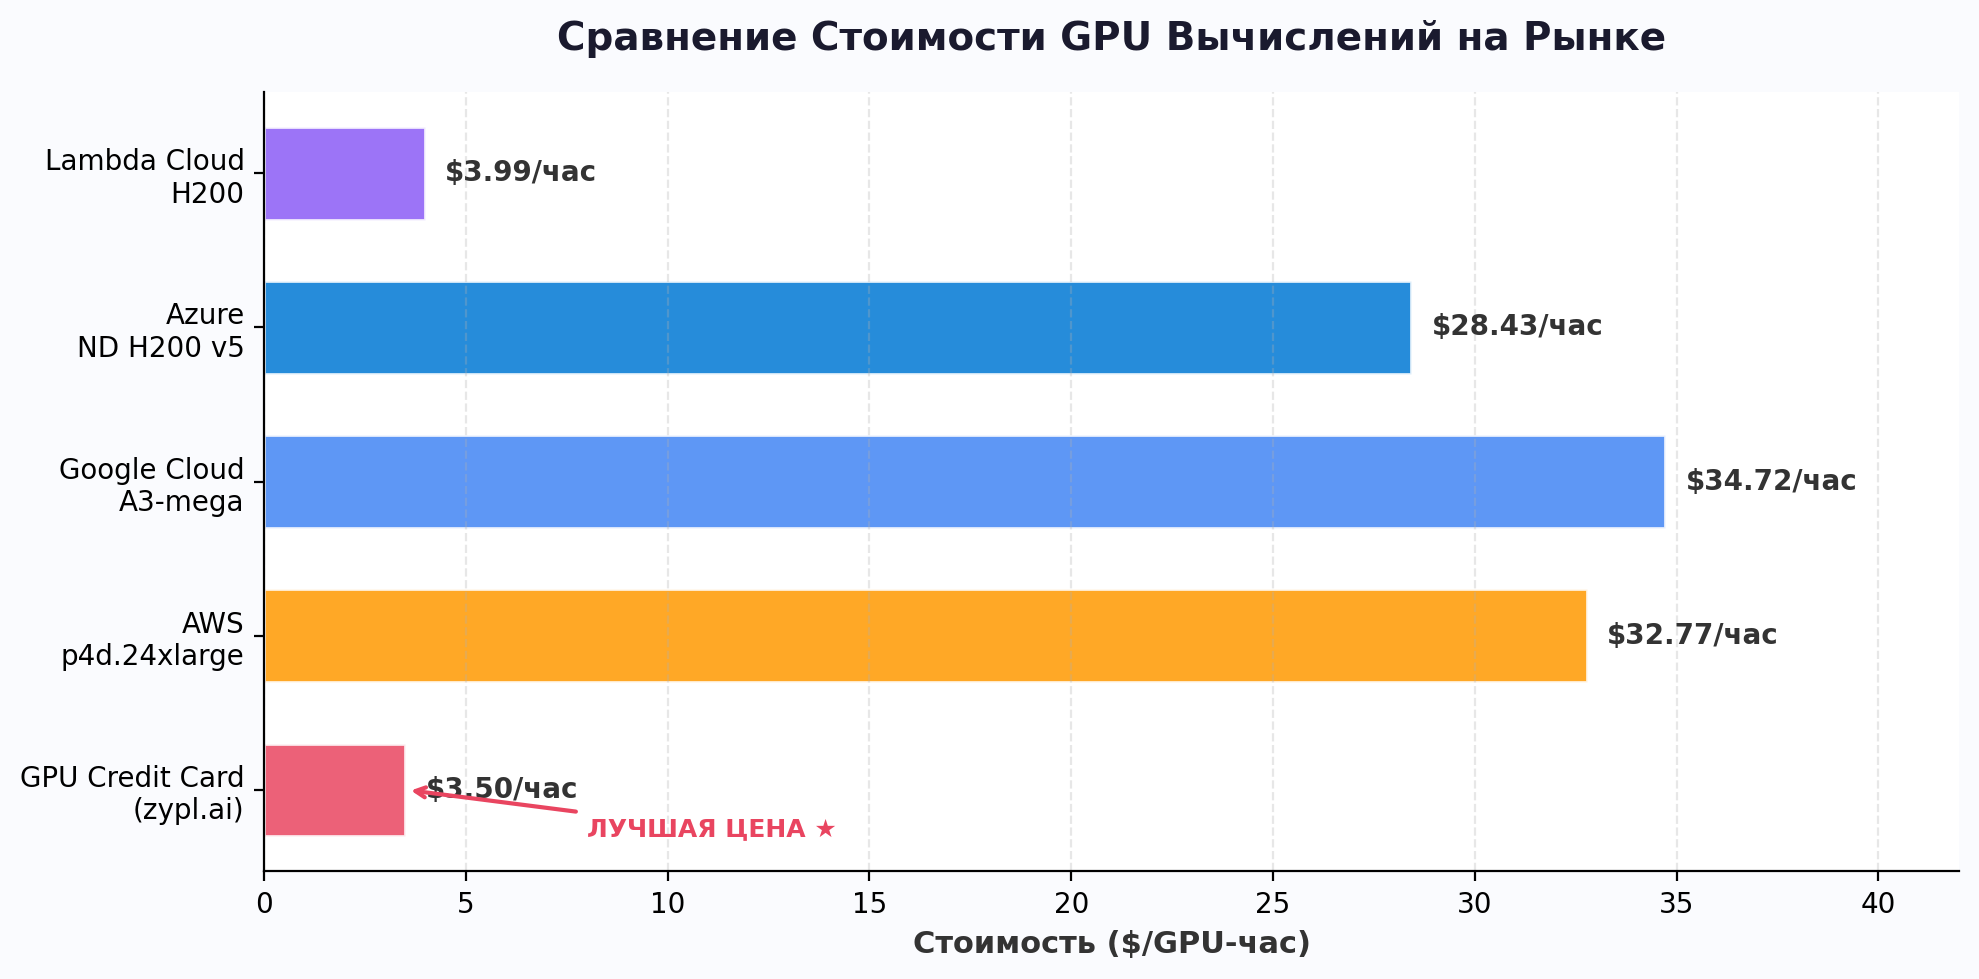 Сравнение Стоимости GPU Вычислений на Рынке
Lambda Cloud
H200
$3.99/час
Azure
ND H200 v5
$28.43/час
Google Cloud
A3-mega
$34.72/час
AWS
p4d.24xlarge
$32.77/час
GPU Credit Card
(zypl.ai)
$3.50/час
ЛУЧШАЯ ЦЕНА ★
0 5 10 15 20 25 30 35 40
Стоимость ($/GPU-час)